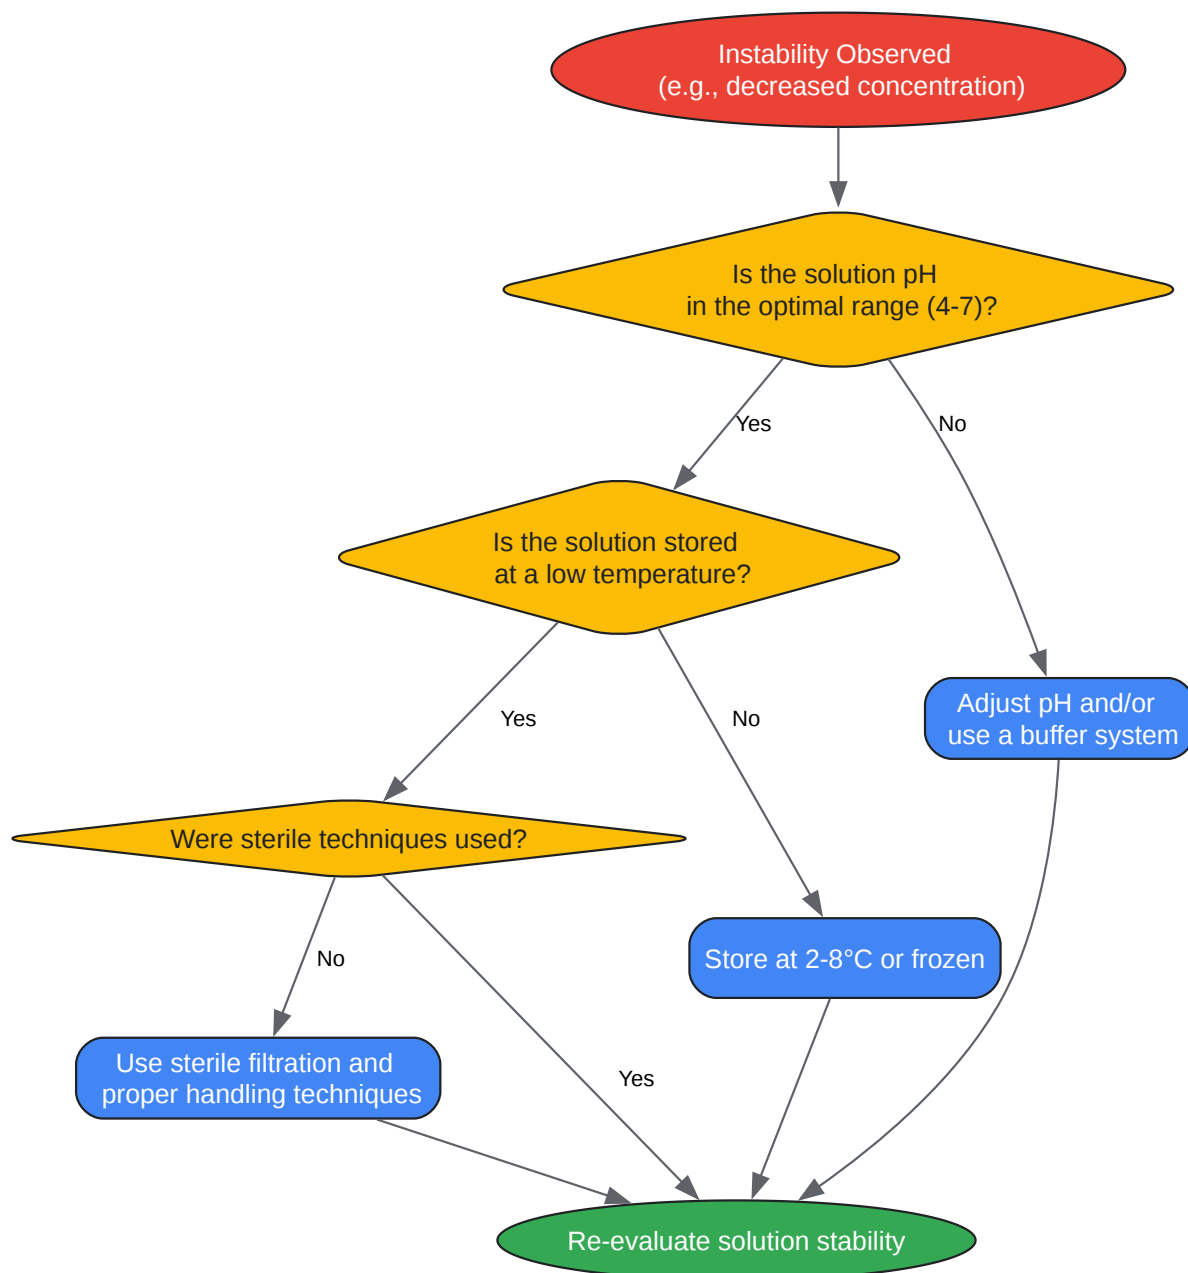 Instability Observed
(e.g., decreased concentration)
Is the solution pH
in the optimal range (4-7)?
Yes
No
Is the solution stored
at a low temperature?
Yes
No
Adjust pH and/or
use a buffer system
Were sterile techniques used?
No
Yes
Store at 2-8°C or frozen
Use sterile filtration and
proper handling techniques
Re-evaluate solution stability